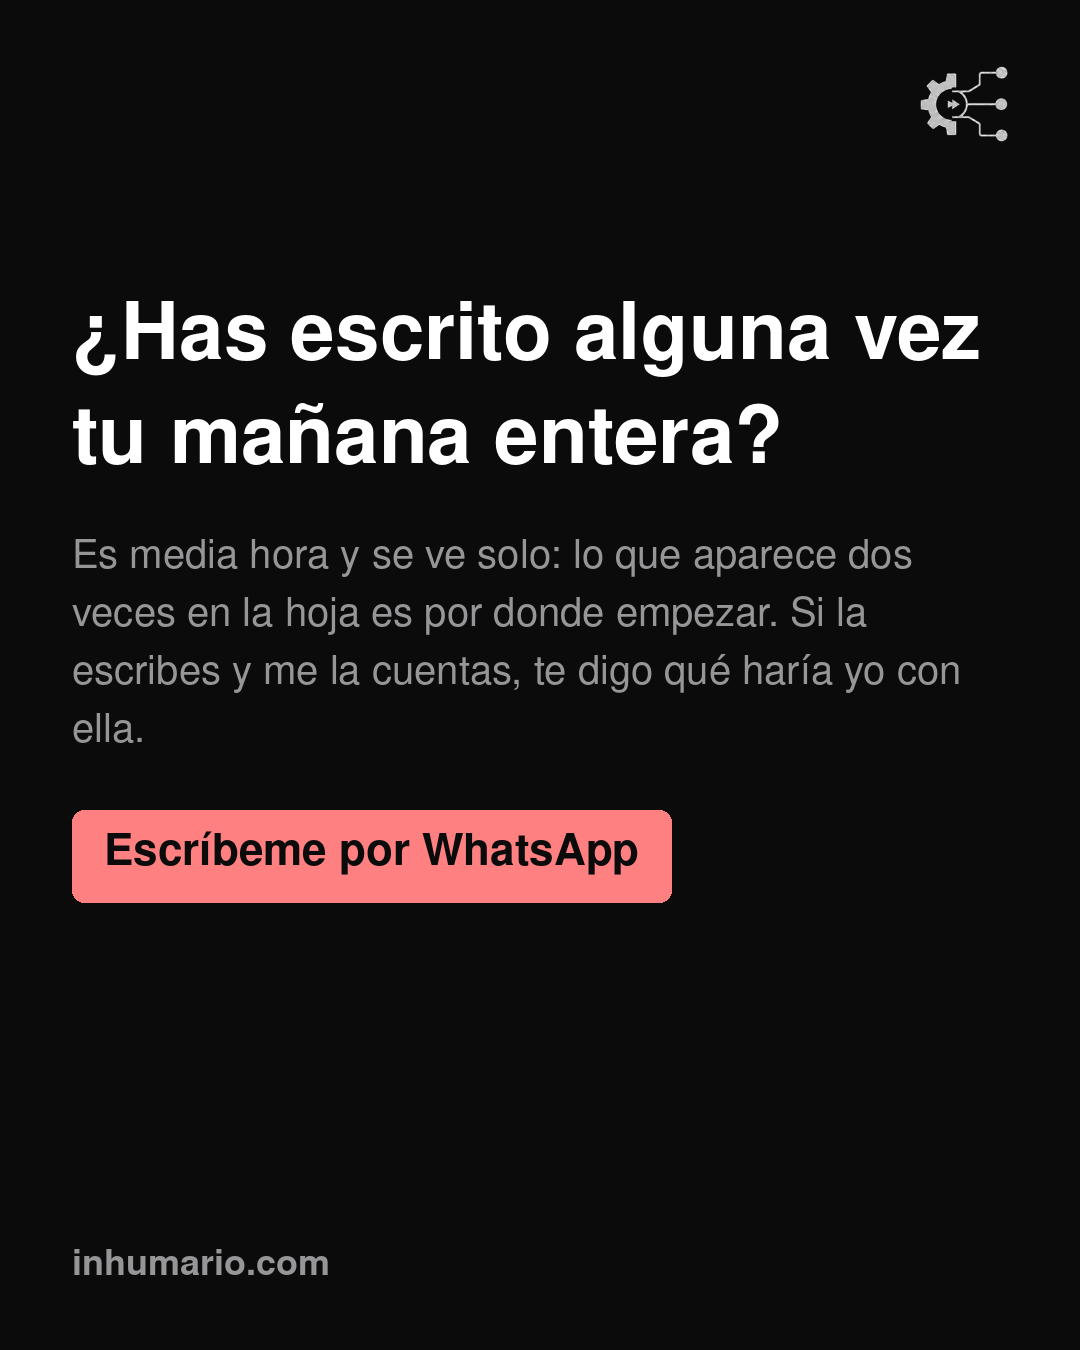 ¿Has escrito alguna vez
tu mañana entera?
Es media hora y se ve solo: lo que aparece dos
veces en la hoja es por donde empezar. Si la
escribes y me la cuentas, te digo qué haría yo con
ella.
Escríbeme por WhatsApp
inhumario.com